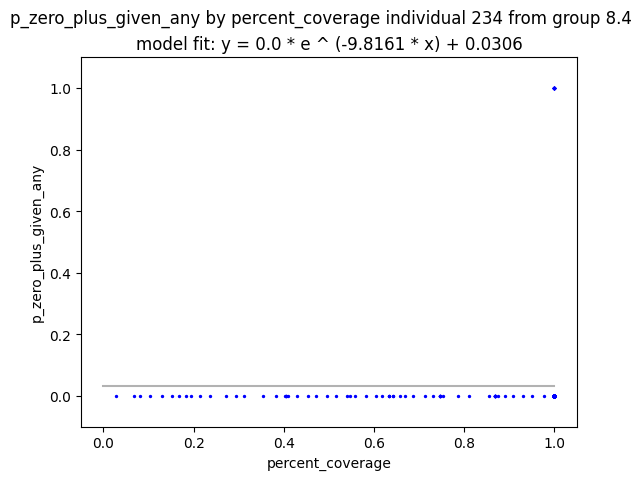 p_zero_plus_given_any by percent_coverage individual 234 from group 8.4
model fit: y = 0.0 * e ^ (-9.8161 * x) + 0.0306
p_zero_plus_given_any
1.0
0.8
0.6
0.4
0.2
0.0
0.0 0.2 0.4 0.6 0.8 1.0
percent_coverage